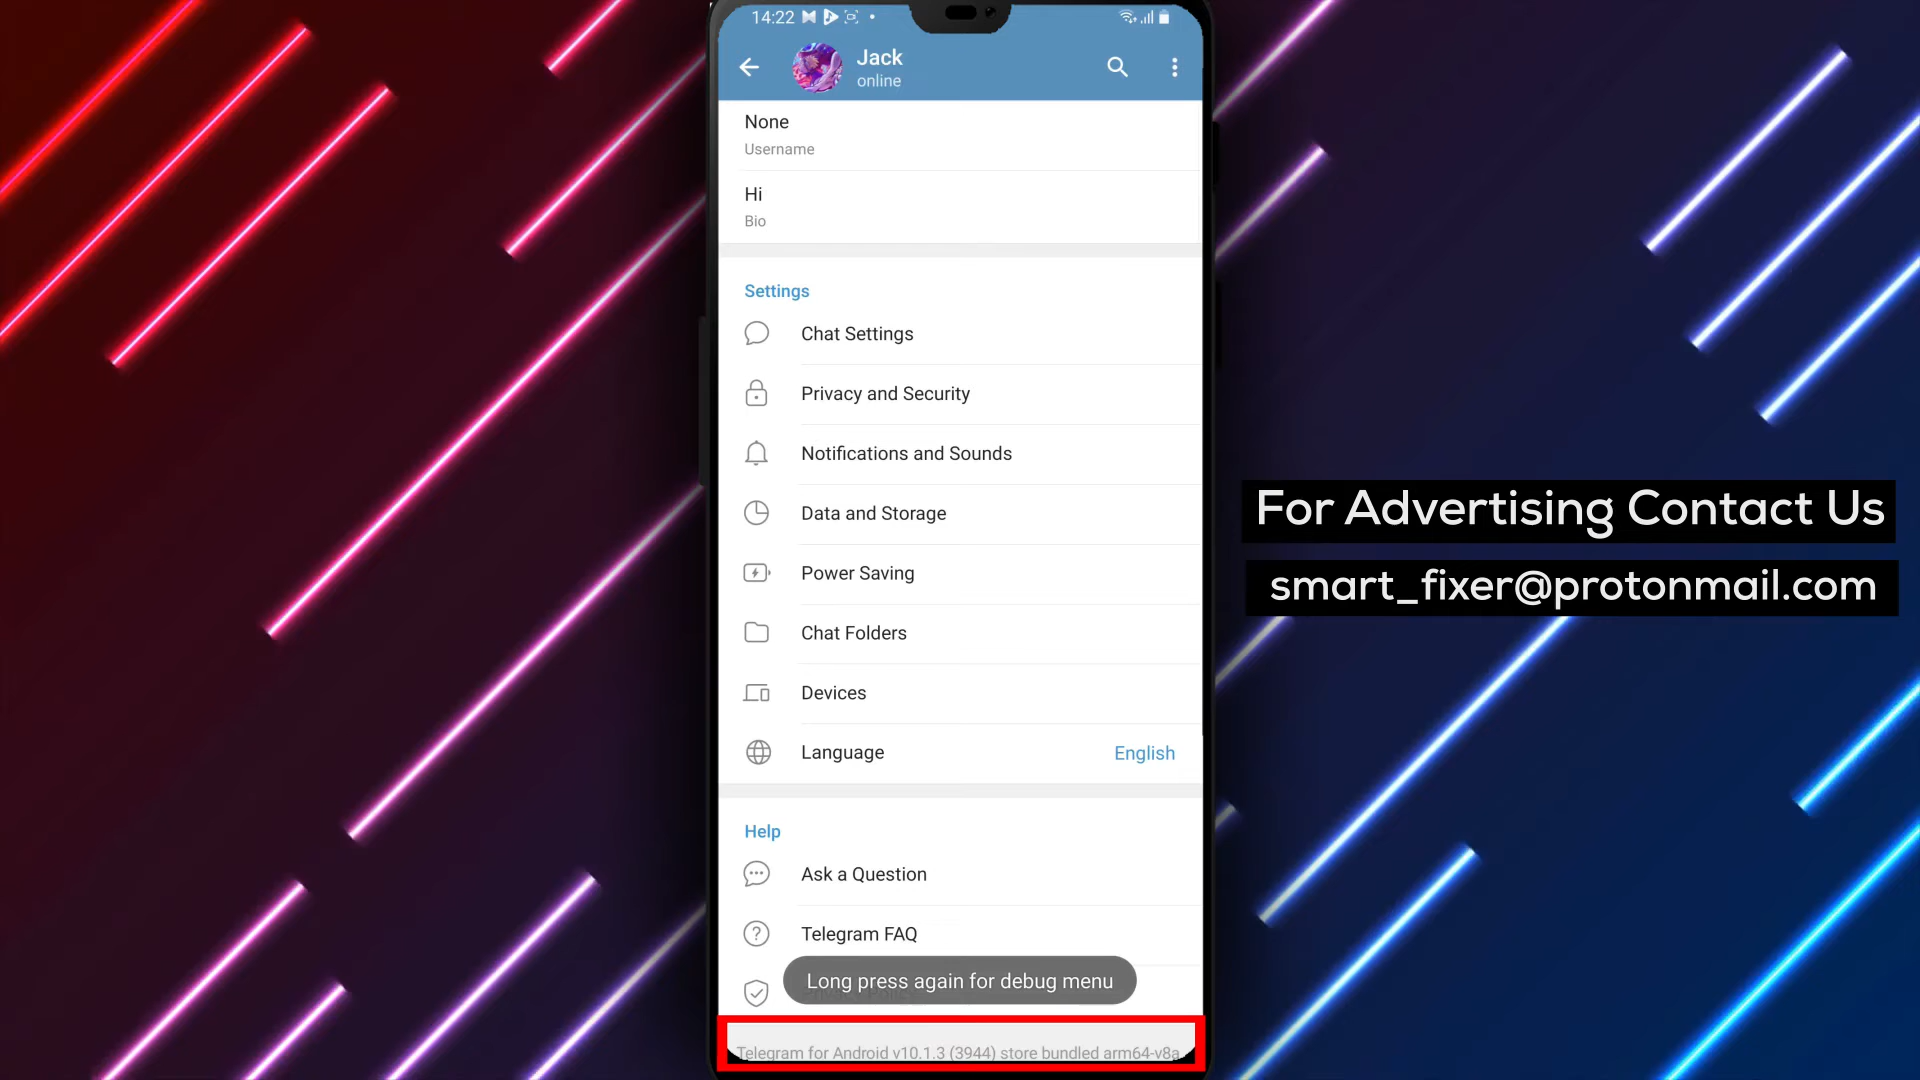 14:22
Jack
online
None
Username
Hi
Bio
Settings
Chat Settings
Privacy and Security
Notifications and Sounds
Data and Storage
Power Saving
Chat Folders
Devices
Language English
Help
Ask a Question
Telegram FAQ
Long press again for debug menu
Telegram for Android v10.1.3 (3944) store bundled arm64-v8a
For Advertising Contact Us
smart_fixer@protonmail.com